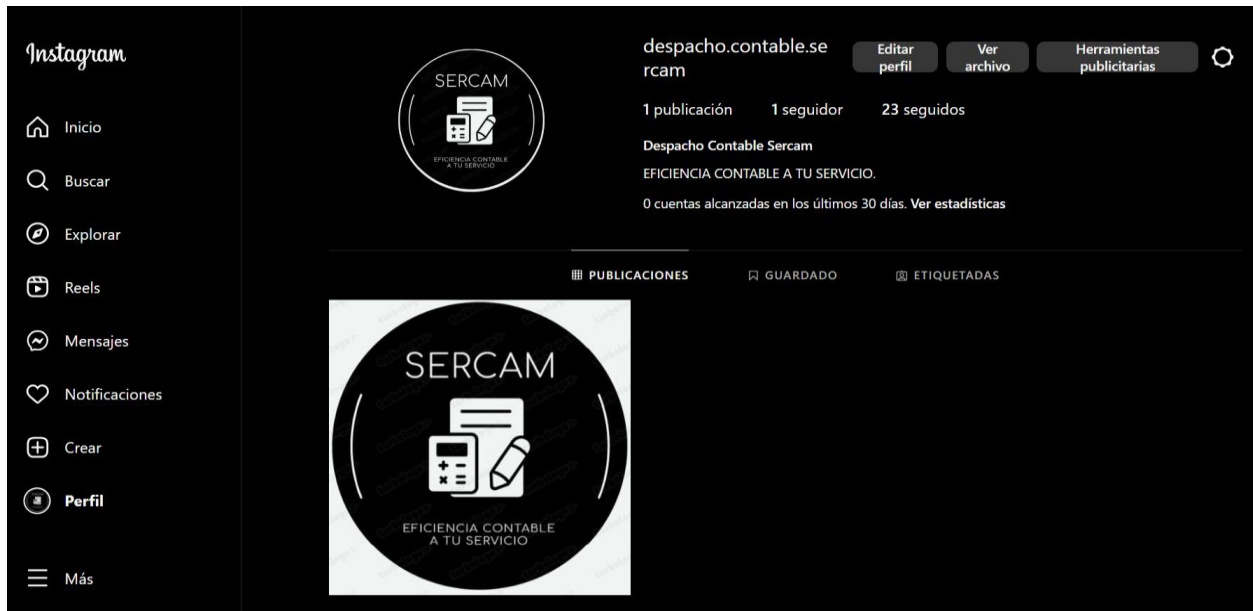 Instagram
Inicio
Buscar
Explorar
Reels
Mensajes
Notificaciones
Crear
Perfil
Más
SERCAM
EFICIENCIA CONTABLE
A TU SERVICIO
despacho.contable.se
rcam
Editar
perfil
Ver
archivo
Herramientas
publicitarias
1 publicación 1 seguidor 23 seguidos
Despacho Contable Sercam
EFICIENCIA CONTABLE A TU SERVICIO.
0 cuentas alcanzadas en los últimos 30 días. Ver estadísticas
PUBLICACIONES GUARDADO ETIQUETADAS
SERCAM
EFICIENCIA CONTABLE
A TU SERVICIO